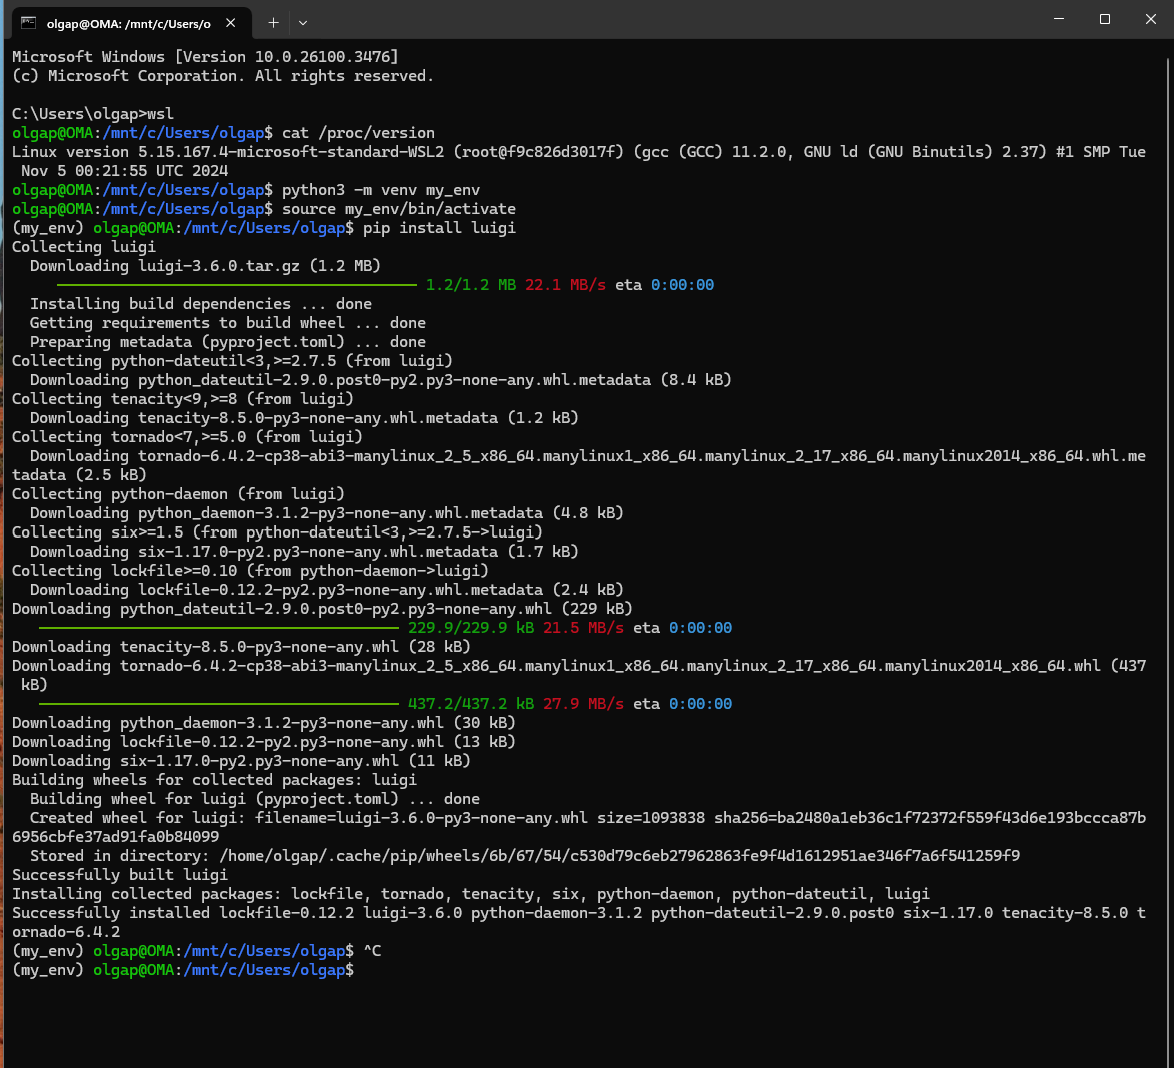 olgap@OMA: /mnt/c/Users/o
Microsoft Windows [Version 10.0.26100.3476]
(c) Microsoft Corporation. All rights reserved.
C:\Users\olgap>wsl
olgap@OMA:/mnt/c/Users/olgap$ cat /proc/version
Linux version 5.15.167.4-microsoft-standard-WSL2 (root@f9c826d3017f) (gcc (GCC) 11.2.0, GNU ld (GNU Binutils) 2.37) #1 SMP Tue
 Nov 5 00:21:55 UTC 2024
olgap@OMA:/mnt/c/Users/olgap$ python3 -m venv my_env
olgap@OMA:/mnt/c/Users/olgap$ source my_env/bin/activate
(my_env) olgap@OMA:/mnt/c/Users/olgap$ pip install luigi
Collecting luigi
  Downloading luigi-3.6.0.tar.gz (1.2 MB)
1.2/1.2 MB 22.1 MB/s eta 0:00:00
  Installing build dependencies ... done
  Getting requirements to build wheel ... done
  Preparing metadata (pyproject.toml) ... done
Collecting python-dateutil<3,>=2.7.5 (from luigi)
  Downloading python_dateutil-2.9.0.post0-py2.py3-none-any.whl.metadata (8.4 kB)
Collecting tenacity<9,>=8 (from luigi)
  Downloading tenacity-8.5.0-py3-none-any.whl.metadata (1.2 kB)
Collecting tornado<7,>=5.0 (from luigi)
  Downloading tornado-6.4.2-cp38-abi3-manylinux_2_5_x86_64.manylinux1_x86_64.manylinux_2_17_x86_64.manylinux2014_x86_64.whl.me
tadata (2.5 kB)
Collecting python-daemon (from luigi)
  Downloading python_daemon-3.1.2-py3-none-any.whl.metadata (4.8 kB)
Collecting six>=1.5 (from python-dateutil<3,>=2.7.5->luigi)
  Downloading six-1.17.0-py2.py3-none-any.whl.metadata (1.7 kB)
Collecting lockfile>=0.10 (from python-daemon->luigi)
  Downloading lockfile-0.12.2-py2.py3-none-any.whl.metadata (2.4 kB)
Downloading python_dateutil-2.9.0.post0-py2.py3-none-any.whl (229 kB)
229.9/229.9 kB 21.5 MB/s eta 0:00:00
Downloading tenacity-8.5.0-py3-none-any.whl (28 kB)
Downloading tornado-6.4.2-cp38-abi3-manylinux_2_5_x86_64.manylinux1_x86_64.manylinux_2_17_x86_64.manylinux2014_x86_64.whl (437
 kB)
437.2/437.2 kB 27.9 MB/s eta 0:00:00
Downloading python_daemon-3.1.2-py3-none-any.whl (30 kB)
Downloading lockfile-0.12.2-py2.py3-none-any.whl (13 kB)
Downloading six-1.17.0-py2.py3-none-any.whl (11 kB)
Building wheels for collected packages: luigi
  Building wheel for luigi (pyproject.toml) ... done
  Created wheel for luigi: filename=luigi-3.6.0-py3-none-any.whl size=1093838 sha256=ba2480a1eb36c1f72372f559f43d6e193bccca87b
6956cbfe37ad91fa0b84099
  Stored in directory: /home/olgap/.cache/pip/wheels/6b/67/54/c530d79c6eb27962863fe9f4d1612951ae346f7a6f541259f9
Successfully built luigi
Installing collected packages: lockfile, tornado, tenacity, six, python-daemon, python-dateutil, luigi
Successfully installed lockfile-0.12.2 luigi-3.6.0 python-daemon-3.1.2 python-dateutil-2.9.0.post0 six-1.17.0 tenacity-8.5.0 t
ornado-6.4.2
(my_env) olgap@OMA:/mnt/c/Users/olgap$ ^C
(my_env) olgap@OMA:/mnt/c/Users/olgap$